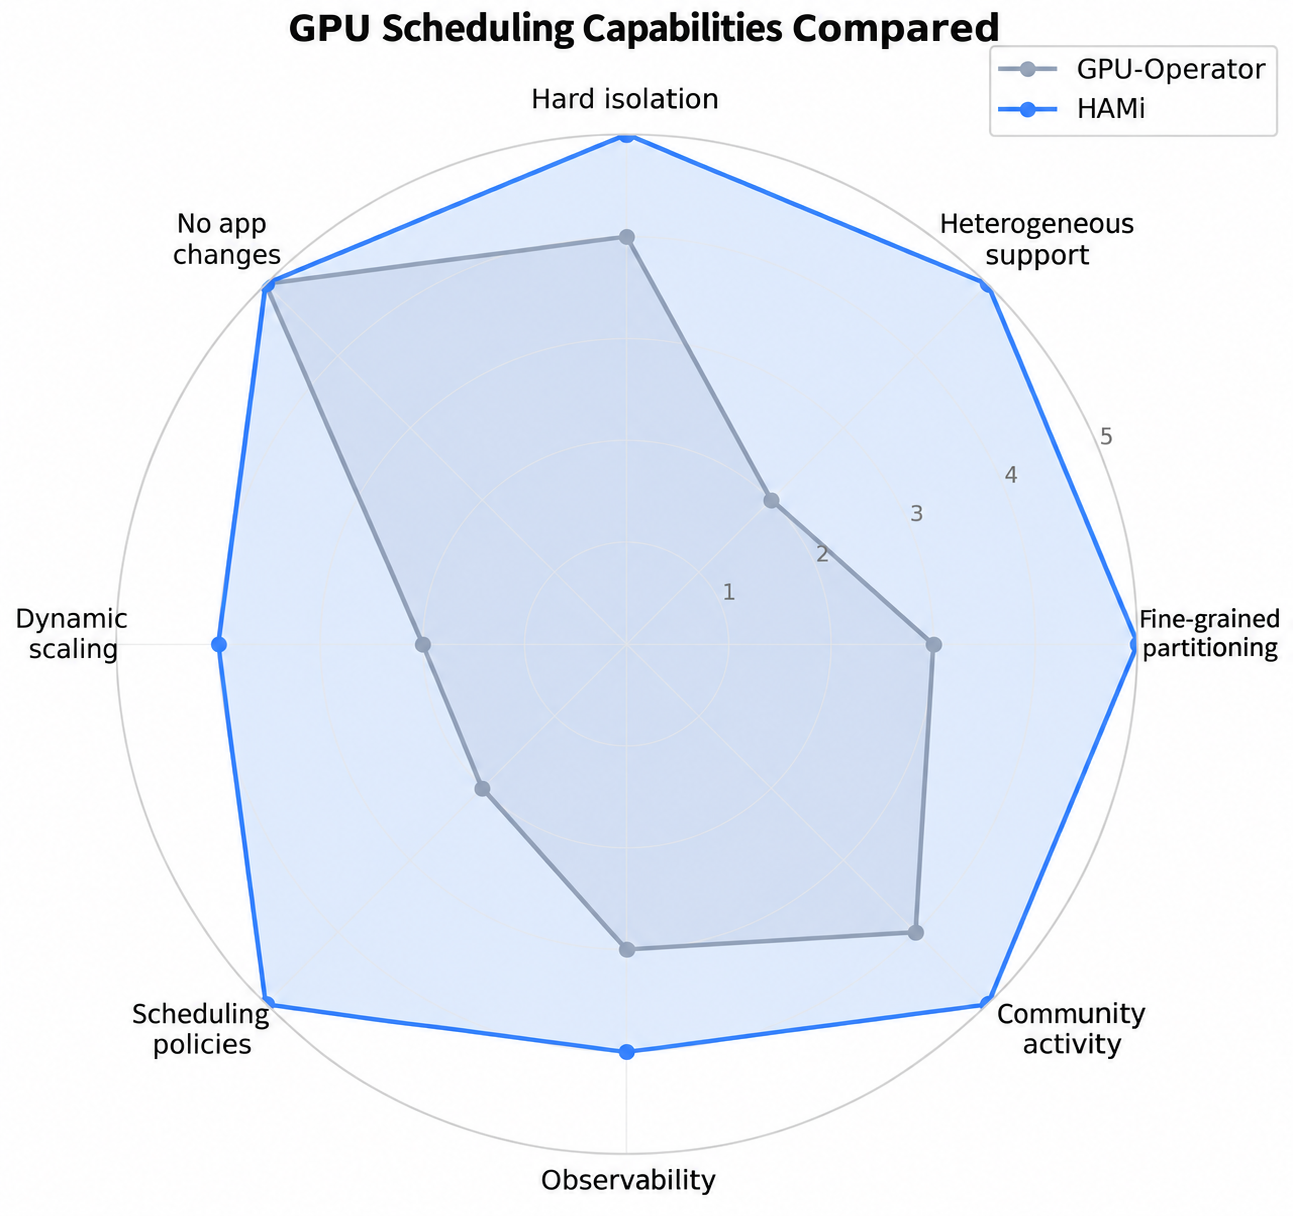 GPU Scheduling Capabilities Compared
GPU-Operator
HAMi
Hard isolation
No app
changes
Heterogeneous
support
5
4
3
2
1
Dynamic
scaling
Fine-grained
partitioning
Scheduling
policies
Community
activity
Observability